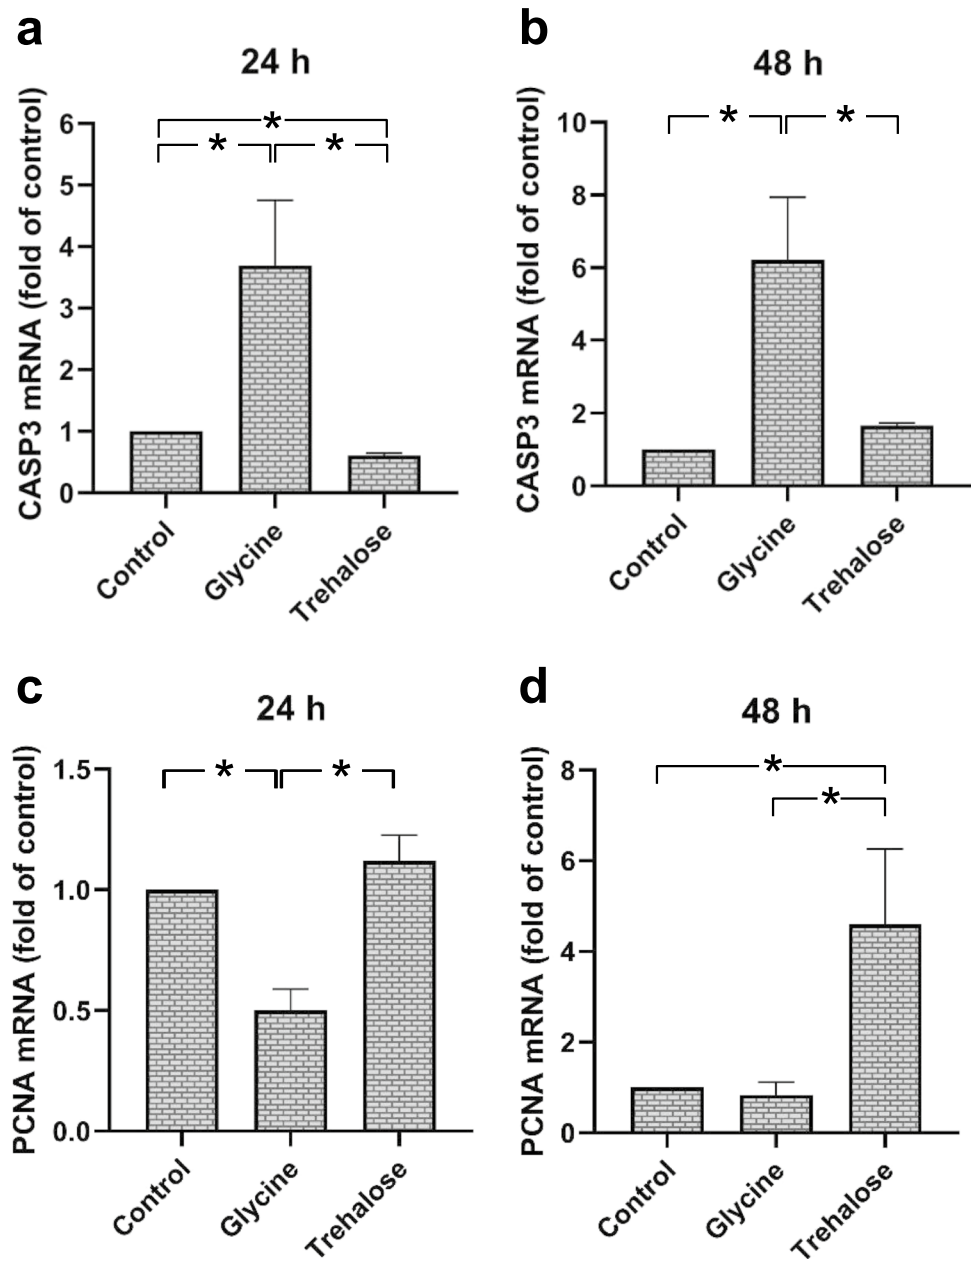 a
24 h
CASP3 mRNA (fold of control)
6
5
4
3
2
1
0
*
*
*
Control
Glycine
Trehalose
b
48 h
CASP3 mRNA (fold of control)
10
8
6
4
2
0
*
*
Control
Glycine
Trehalose
c
24 h
PCNA mRNA (fold of control)
1.5
1.0
0.5
0.0
*
*
Control
Glycine
Trehalose
d
48 h
PCNA mRNA (fold of control)
8
6
4
2
0
*
*
Control
Glycine
Trehalose